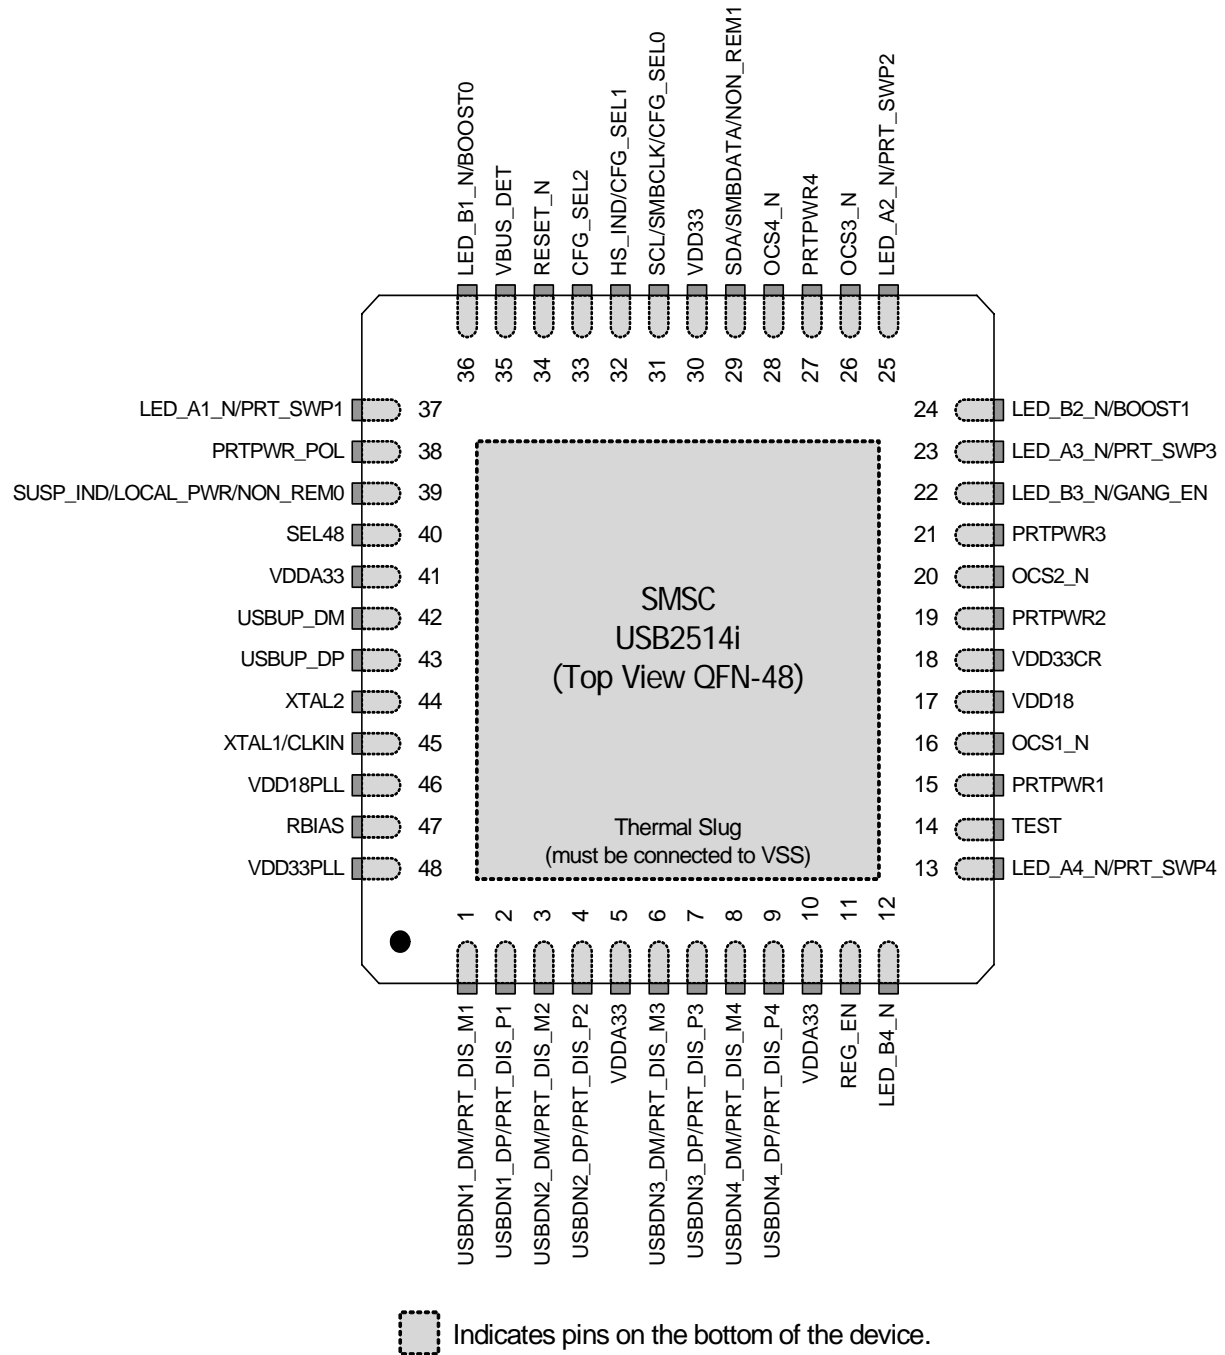 LED_B1_N/BOOST0
VBUS_DET
RESET_N
CFG_SEL2
HS_IND/CFG_SEL1
SCL/SMBCLK/CFG_SEL0
VDD33
SDA/SMBDATA/NON_REM1
OCS4_N
PRTPWR4
OCS3_N
LED_A2_N/PRT_SWP2
36 35 34 33 32 31 30 29 28 27 26 25
LED_A1_N/PRT_SWP1 37
PRTPWR_POL 38
SUSP_IND/LOCAL_PWR/NON_REM0 39
SEL48 40
VDDA33 41
USBUP_DM 42
USBUP_DP 43
XTAL2 44
XTAL1/CLKIN 45
VDD18PLL 46
RBIAS 47
VDD33PLL 48
SMSC
USB2514i
(Top View QFN-48)
Thermal Slug
(must be connected to VSS)
24 LED_B2_N/BOOST1
23 LED_A3_N/PRT_SWP3
22 LED_B3_N/GANG_EN
21 PRTPWR3
20 OCS2_N
19 PRTPWR2
18 VDD33CR
17 VDD18
16 OCS1_N
15 PRTPWR1
14 TEST
13 LED_A4_N/PRT_SWP4
1 2 3 4 5 6 7 8 9 10 11 12
USBDN1_DM/PRT_DIS_M1
USBDN1_DP/PRT_DIS_P1
USBDN2_DM/PRT_DIS_M2
USBDN2_DP/PRT_DIS_P2
VDDA33
USBDN3_DM/PRT_DIS_M3
USBDN3_DP/PRT_DIS_P3
USBDN4_DM/PRT_DIS_M4
USBDN4_DP/PRT_DIS_P4
VDDA33
REG_EN
LED_B4_N
Indicates pins on the bottom of the device.